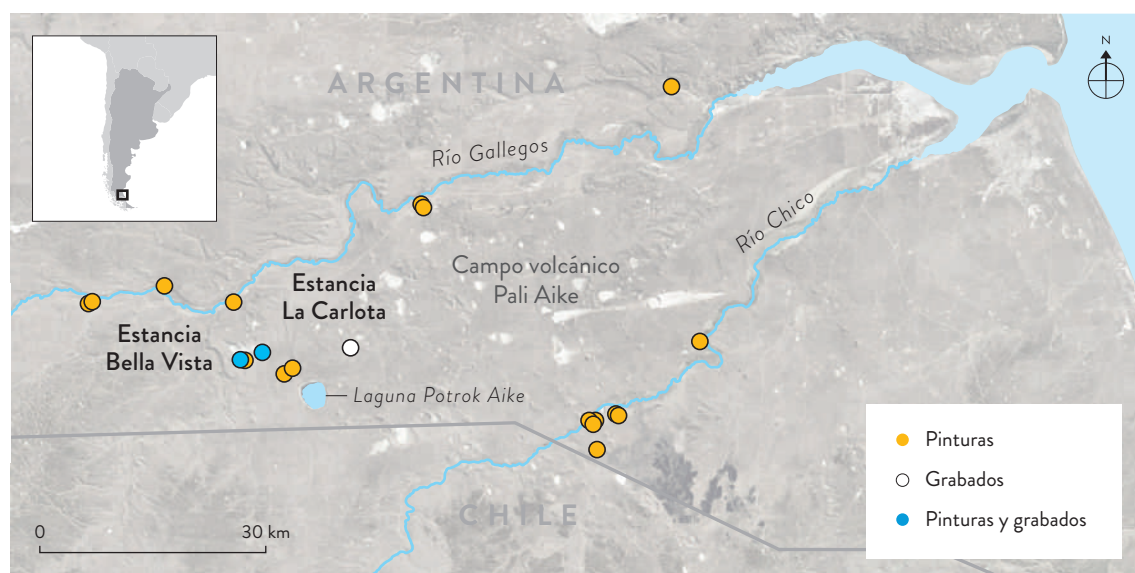 N
ARGENTINA
Río Gallegos
Río Chico
Campo volcánico
Pali Aike
Estancia
La Carlota
Estancia
Bella Vista
Laguna Potrok Aike
CHILE
0
30 km
Pinturas
Grabados
Pinturas y grabados